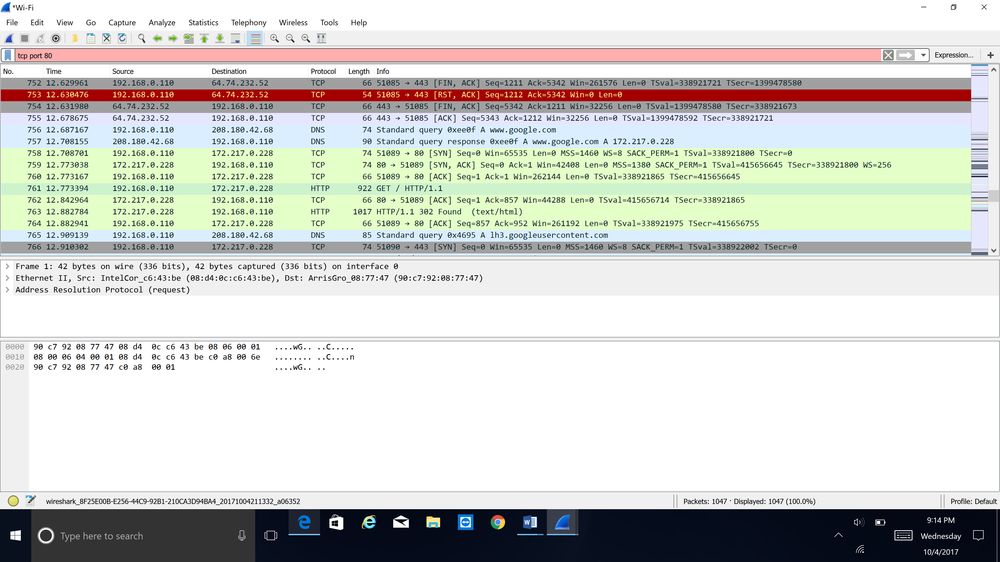 *Wi-Fi
File Edit View Go Capture Analyze Statistics Telephony Wireless Tools Help
tcp port 80 Expression... +
No. Time Source Destination Protocol Length Info
752 12.629961 192.168.0.110 64.74.232.52 TCP 66 51085 → 443 [FIN, ACK] Seq=1211 Ack=5342 Win=261576 Len=0 TSval=338921721 TSecr=1399478580
753 12.630476 192.168.0.110 64.74.232.52 TCP 54 51085 → 443 [RST, ACK] Seq=1212 Ack=5342 Win=0 Len=0
754 12.631980 64.74.232.52 192.168.0.110 TCP 66 443 → 51085 [FIN, ACK] Seq=5342 Ack=1211 Win=32256 Len=0 TSval=1399478580 TSecr=338921673
755 12.678675 64.74.232.52 192.168.0.110 TCP 66 443 → 51085 [ACK] Seq=5343 Ack=1212 Win=32256 Len=0 TSval=1399478592 TSecr=338921721
756 12.687167 192.168.0.110 208.180.42.68 DNS 74 Standard query 0xee0f A www.google.com
757 12.708155 208.180.42.68 192.168.0.110 DNS 90 Standard query response 0xee0f A www.google.com A 172.217.0.228
758 12.708701 192.168.0.110 172.217.0.228 TCP 74 51089 → 80 [SYN] Seq=0 Win=65535 Len=0 MSS=1460 WS=8 SACK_PERM=1 TSval=338921800 TSecr=0
759 12.773038 172.217.0.228 192.168.0.110 TCP 74 80 → 51089 [SYN, ACK] Seq=0 Ack=1 Win=42408 Len=0 MSS=1380 SACK_PERM=1 TSval=415656645 TSecr=338921800 WS=256
760 12.773167 192.168.0.110 172.217.0.228 TCP 66 51089 → 80 [ACK] Seq=1 Ack=1 Win=262144 Len=0 TSval=338921865 TSecr=415656645
761 12.773394 192.168.0.110 172.217.0.228 HTTP 922 GET / HTTP/1.1
762 12.842964 172.217.0.228 192.168.0.110 TCP 66 80 → 51089 [ACK] Seq=1 Ack=857 Win=44288 Len=0 TSval=415656714 TSecr=338921865
763 12.882784 172.217.0.228 192.168.0.110 HTTP 1017 HTTP/1.1 302 Found (text/html)
764 12.882941 192.168.0.110 172.217.0.228 TCP 66 51089 → 80 [ACK] Seq=857 Ack=952 Win=261192 Len=0 TSval=338921975 TSecr=415656755
765 12.909139 192.168.0.110 208.180.42.68 DNS 85 Standard query 0x4695 A lh3.googleusercontent.com
766 12.910302 192.168.0.110 172.217.0.228 TCP 74 51090 → 443 [SYN] Seq=0 Win=65535 Len=0 MSS=1460 WS=8 SACK_PERM=1 TSval=338922002 TSecr=0
Frame 1: 42 bytes on wire (336 bits), 42 bytes captured (336 bits) on interface 0
Ethernet II, Src: IntelCor_c6:43:be (08:d4:0c:c6:43:be), Dst: ArrisGro_08:77:47 (90:c7:92:08:77:47)
Address Resolution Protocol (request)
0000 90 c7 92 08 77 47 08 d4 0c c6 43 be 08 06 00 01 ....wG.. ..C.....
0010 08 00 06 04 00 01 08 d4 0c c6 43 be c0 a8 00 6e ........ ..C....n
0020 90 c7 92 08 77 47 c0 a8 00 01 ....wG.. ..
wireshark_8F25E00B-E256-44C9-92B1-210CA3D94BA4_20171004211332_a06352 Packets: 1047 · Displayed: 1047 (100.0%) Profile: Default
Type here to search
9:14 PM
Wednesday
10/4/2017